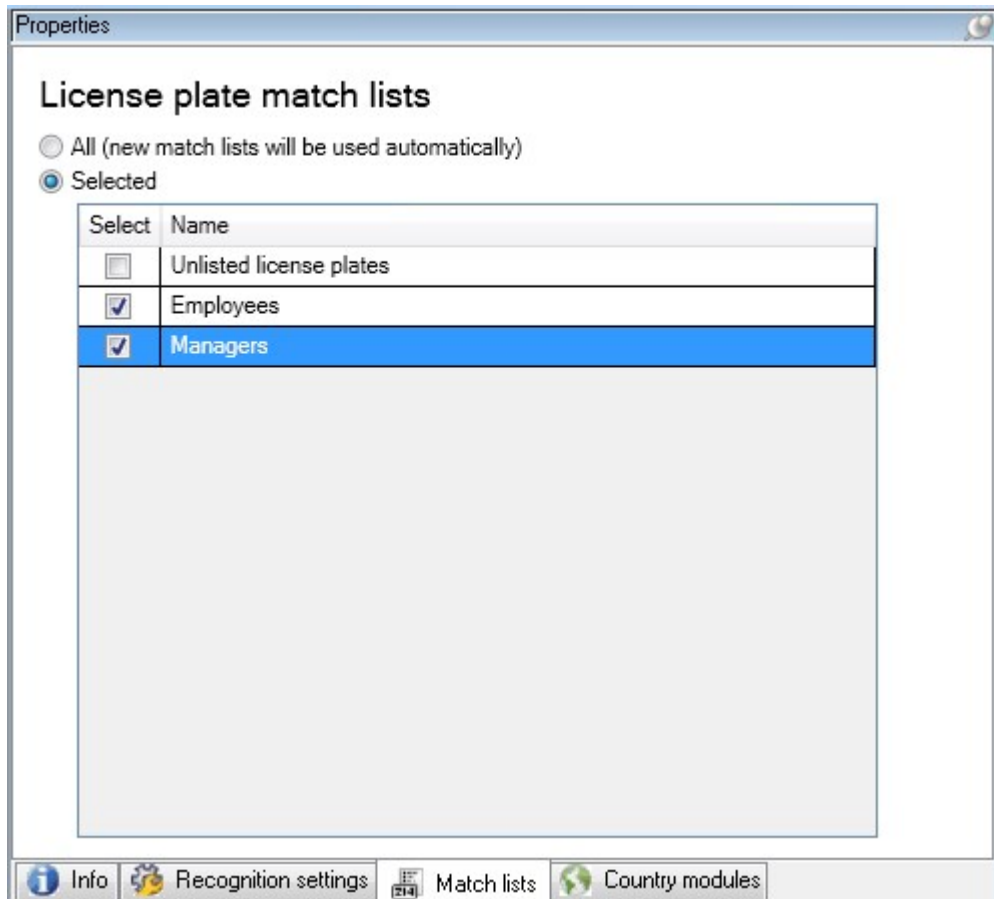 Properties
License plate match lists
All (new match lists will be used automatically)
Selected
Select Name
Unlisted license plates
Employees
Managers
Info Recognition settings 214 Match lists Country modules